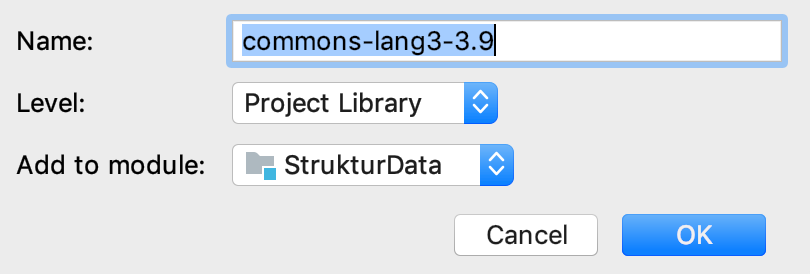 Name: commons-lang3-3.9
Level: Project Library
Add to module: StrukturData
Cancel OK